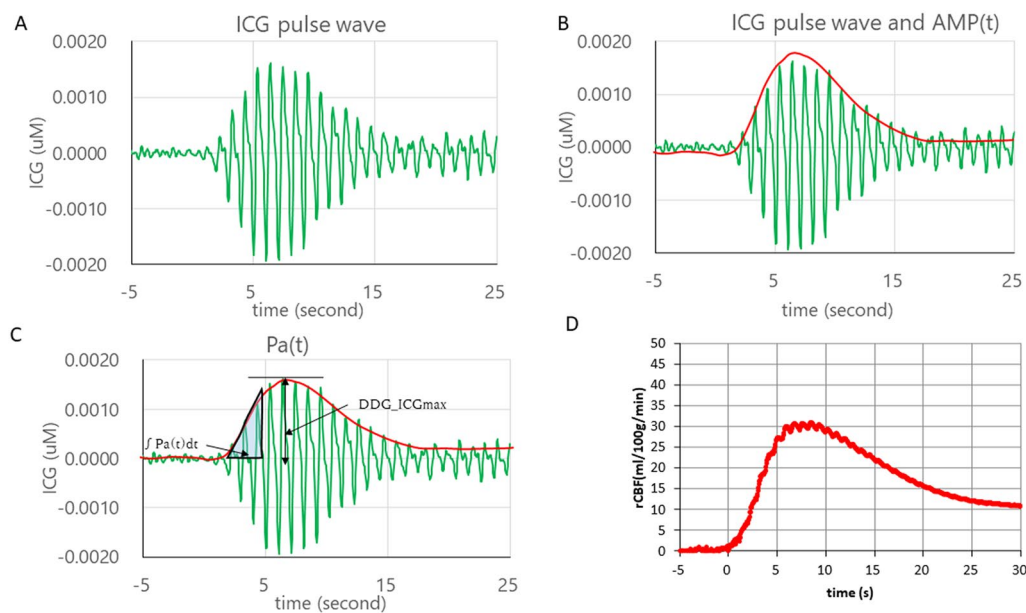 A
ICG pulse wave
0.0020
0.0010
0.0000
-0.0010
-0.0020
ICG (uM)
-5
5
15
25
time (second)
B
ICG pulse wave and AMP(t)
0.0020
0.0010
0.0000
-0.0010
-0.0020
ICG (uM)
-5
5
15
25
time (second)
C
Pa(t)
0.0020
0.0010
0.0000
-0.0010
-0.0020
ICG (uM)
DDG_ICGmax
∫ Pa(t)dt
-5
5
15
25
time (second)
D
50
45
40
35
30
25
20
15
10
5
0
rCBF(ml/100g/min)
-5
0
5
10
15
20
25
30
time (s)